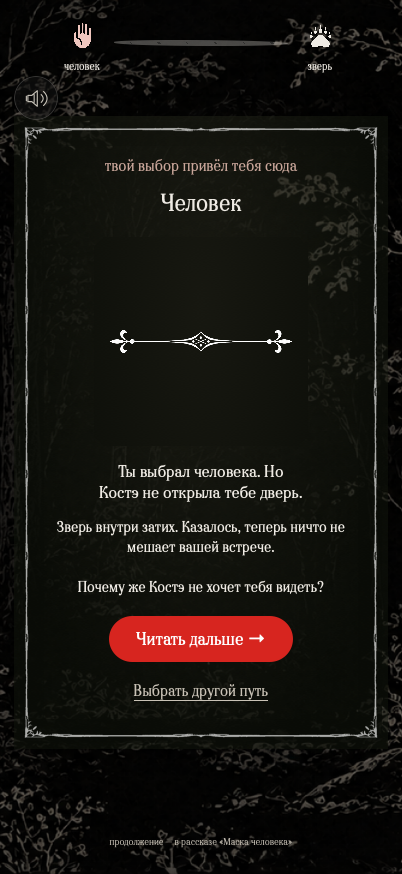 человек
зверь
твой выбор привёл тебя сюда
Человек
Ты выбрал человека. Но
Костэ не открыла тебе дверь.
Зверь внутри затих. Казалось, теперь ничто не
мешает вашей встрече.
Почему же Костэ не хочет тебя видеть?
Читать дальше →
Выбрать другой путь
продолжение — в рассказе «Маска человека»